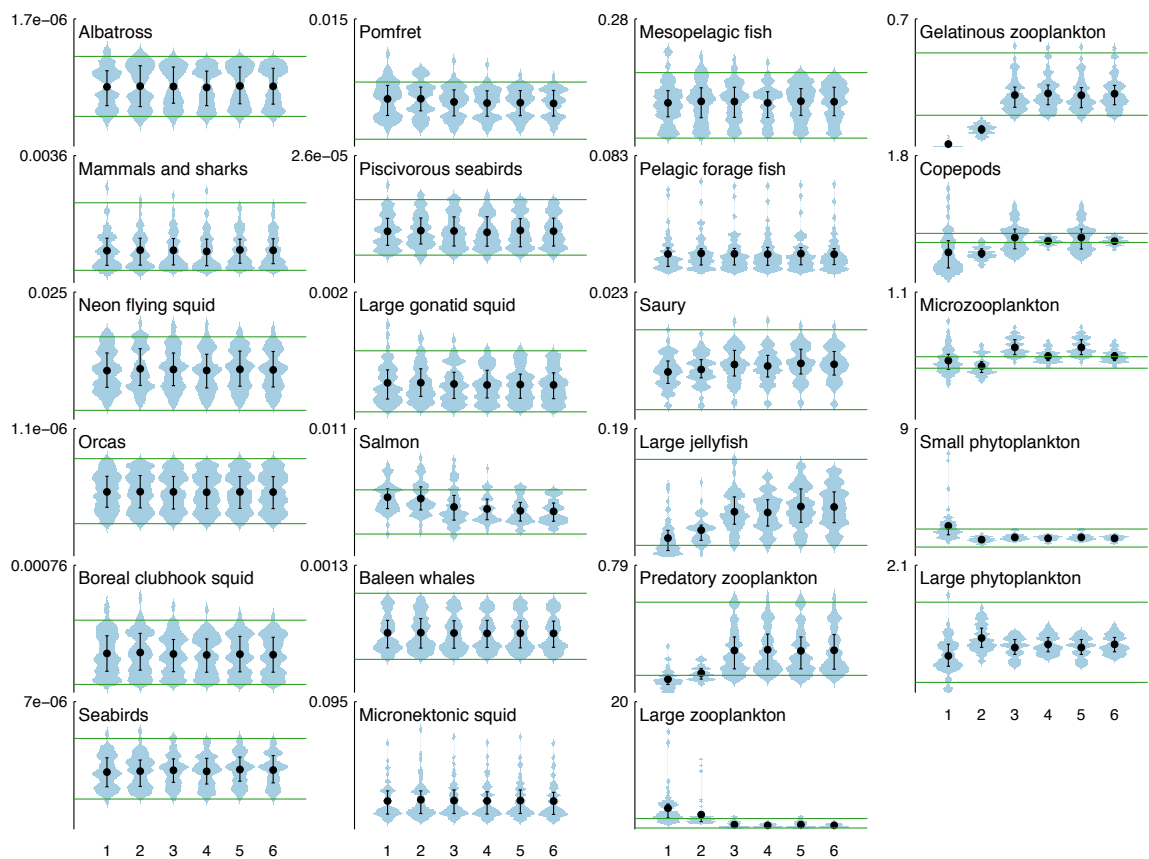 1.7e-06 Albatross
0.015 Pomfret
0.28 Mesopelagic fish
0.7 Gelatinous zooplankton
0.0036 Mammals and sharks
2.6e-05 Piscivorous seabirds
0.083 Pelagic forage fish
1.8 Copepods
0.025 Neon flying squid
0.002 Large gonatid squid
0.023 Saury
1.1 Microzooplankton
1.1e-06 Orcas
0.011 Salmon
0.19 Large jellyfish
9 Small phytoplankton
0.00076 Boreal clubhook squid
0.0013 Baleen whales
0.79 Predatory zooplankton
2.1 Large phytoplankton
1 2 3 4 5 6
7e-06 Seabirds
0.095 Micronektonic squid
20 Large zooplankton
1 2 3 4 5 6
1 2 3 4 5 6
1 2 3 4 5 6